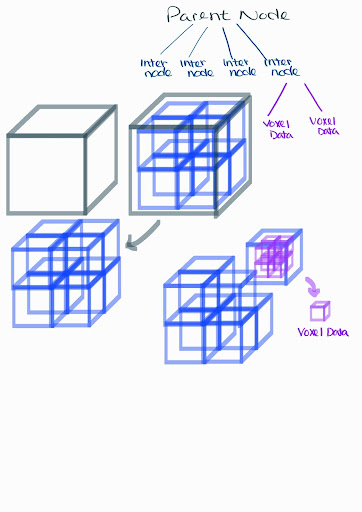 Parent Node
Inter node
Inter node
Inter node
Inter node
Voxel Data
Voxel Data
Voxel Data